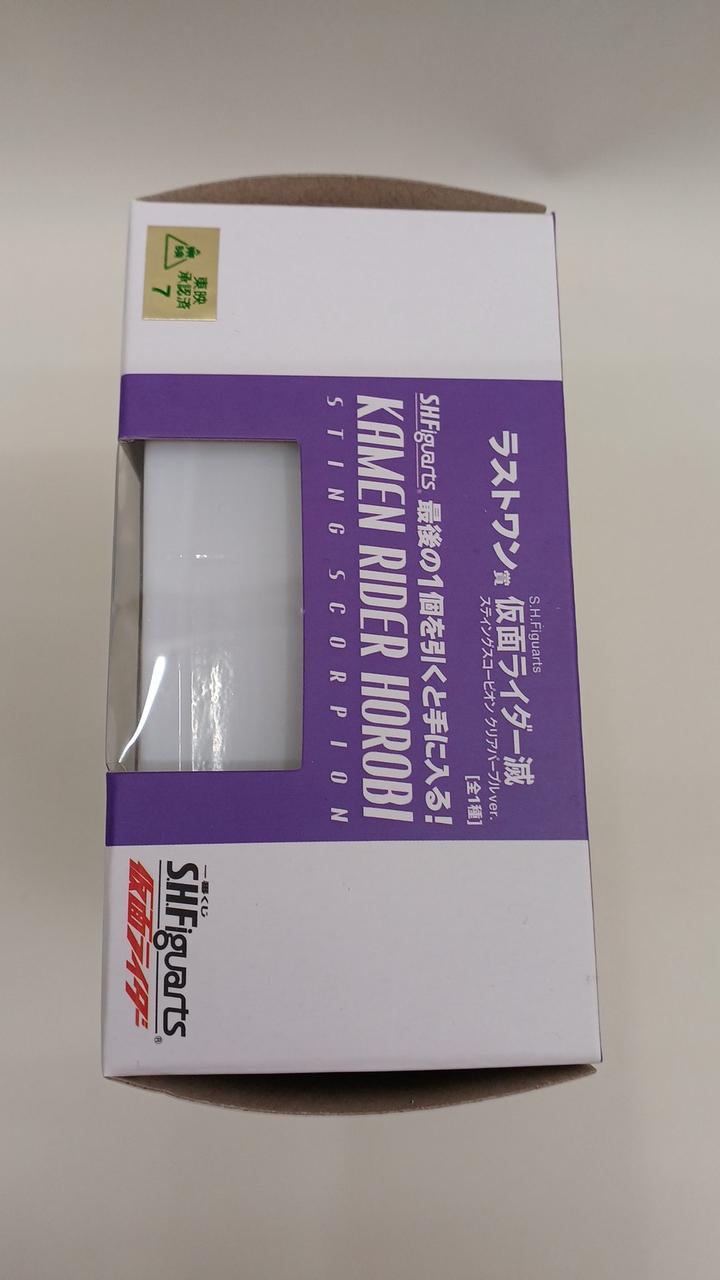 ラストワン賞
S.H.Figuarts
仮面ライダー滅
スティングスコーピオン クリアパープルver.
[全1種]
S.H.Figuarts® 最後の1個を引くと手に入る!
KAMEN RIDER HOROBI
STING SCORPION
東映
承認済
7
一番くじ
S.H.Figuarts®
仮面ライダー